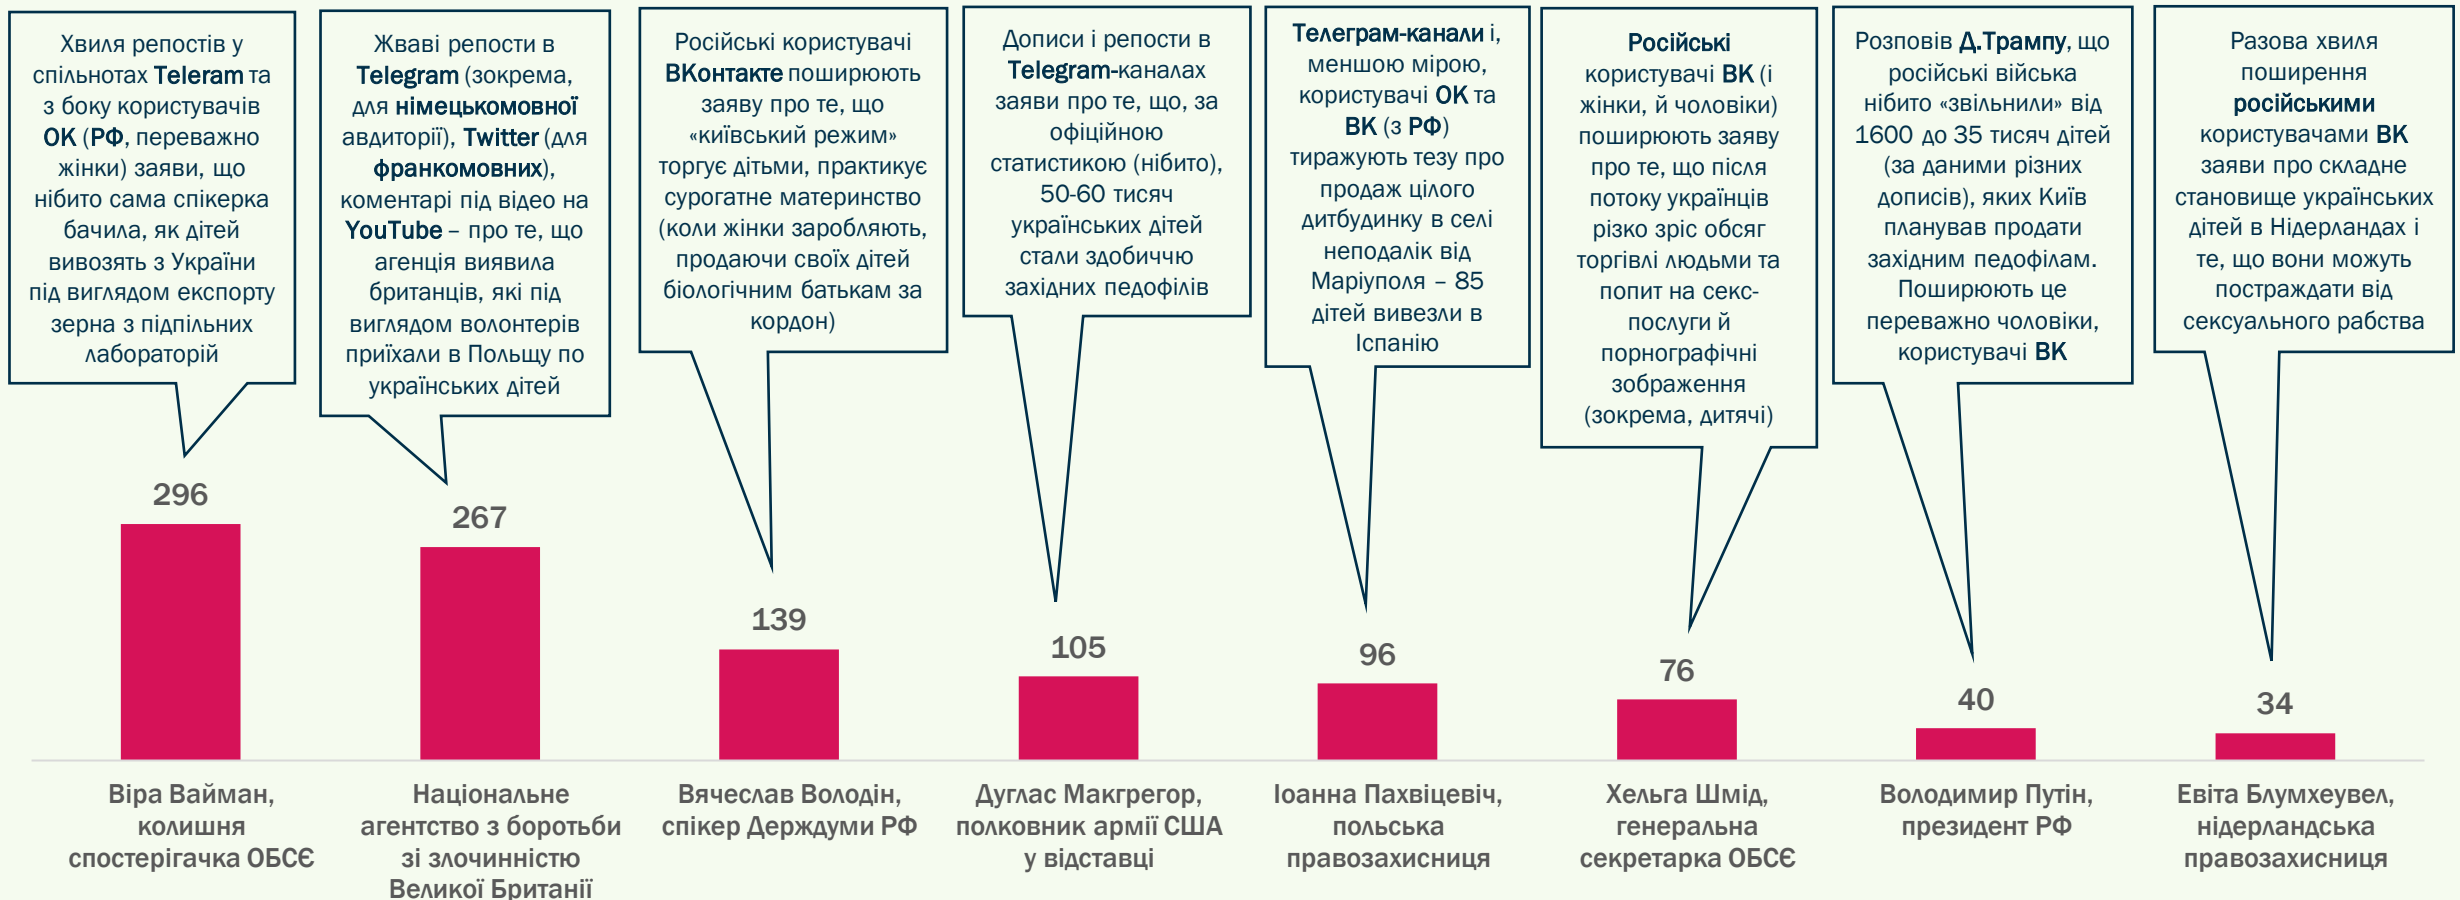 Хвиля репостів у
спільнотах Teleram та
з боку користувачів
ОК (РФ, переважно
жінки) заяви, що
нібито сама спікерка
бачила, як дітей
вивозять з України
під виглядом експорту
зерна з підпільних
лабораторій
Жваві репости в
Telegram (зокрема,
для німецькомовної
авдиторії), Twitter (для
франкомовних),
коментарі під відео на
YouTube – про те, що
агенція виявила
британців, які під
виглядом волонтерів
приїхали в Польщу по
українських дітей
Російські користувачі
ВКонтакте поширюють
заяву про те, що
«київський режим»
торгує дітьми, практикує
сурогатне материнство
(коли жінки заробляють,
продаючи своїх дітей
біологічним батькам за
кордон)
Дописи і репости в
Telegram-каналах
заяви про те, що, за
офіційною
статистикою (нібито),
50-60 тисяч
українських дітей
стали здобиччю
західних педофілів
Телеграм-канали і,
меншою мірою,
користувачі ОК та
ВК (з РФ)
тиражують тезу про
продаж цілого
дитбудинку в селі
неподалік від
Маріуполя – 85
дітей вивезли в
Іспанію
Російські
користувачі ВК (і
жінки, й чоловіки)
поширюють заяву
про те, що після
потоку українців
різко зріс обсяг
торгівлі людьми та
попит на секс-
послуги й
порнографічні
зображення
(зокрема, дитячі)
Розповів Д.Трампу, що
російські війська
нібито «звільнили» від
1600 до 35 тисяч дітей
(за даними різних
дописів), яких Київ
планував продати
західним педофілам.
Поширюють це
переважно чоловіки,
користувачі ВК
Разова хвиля
поширення
російськими
користувачами ВК
заяви про складне
становище українських
дітей в Нідерландах і
те, що вони можуть
постраждати від
сексуального рабства
296
267
139
105
96
76
40
34
Віра Вайман,
колишня
спостерігачка ОБСЄ
Національне
агентство з боротьби
зі злочинністю
Великої Британії
Вячеслав Володін,
спікер Держдуми РФ
Дуглас Макгрегор,
полковник армії США
у відставці
Іоанна Пахвіцевіч,
польська
правозахисниця
Хельга Шмід,
генеральна
секретарка ОБСЄ
Володимир Путін,
президент РФ
Евіта Блумхеувел,
нідерландська
правозахисниця